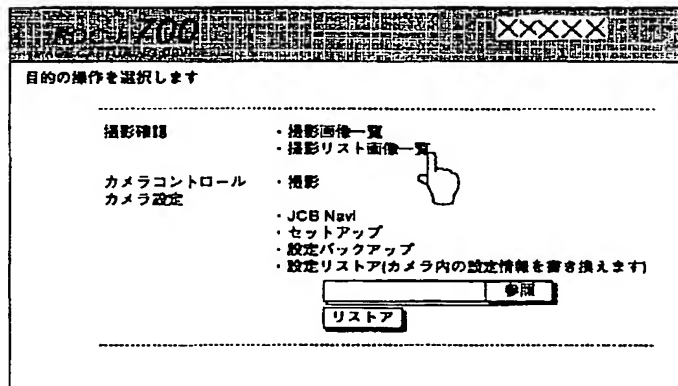 XXXXX
目的の操作を選択します
撮影確認 ・撮影画像一覧
・撮影リスト画像一覧
カメラコントロール ・撮影
カメラ設定
・JCB Navi
・セットアップ
・設定バックアップ
・設定リストア(カメラ内の設定情報を書き換えます)
参照
リストア